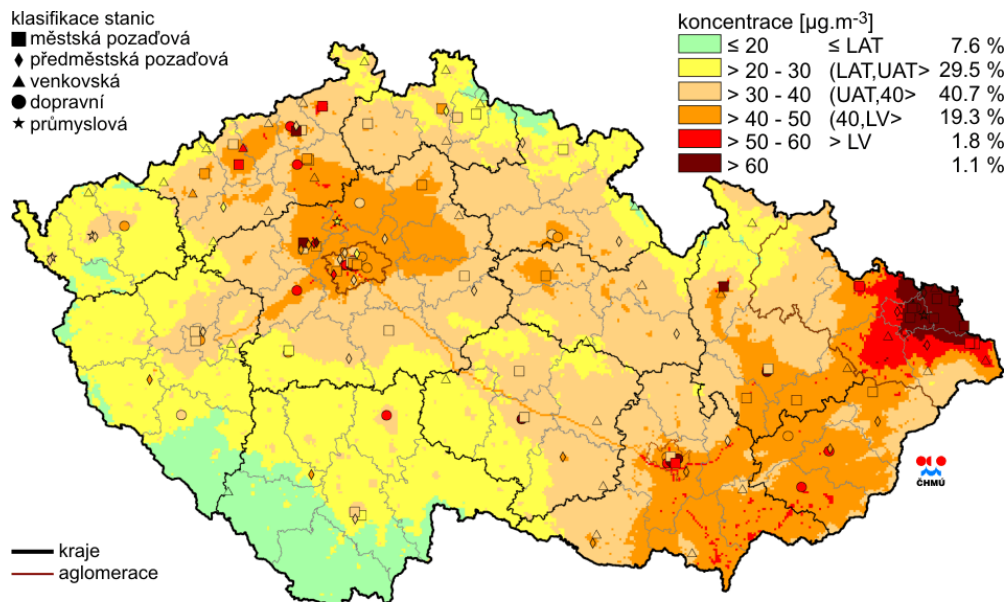 klasifikace stanic
městská pozaďová
předměstská pozaďová
venkovská
dopravní
průmyslová
koncentrace [µg.m-3]
≤ 20 ≤ LAT 7.6 %
> 20 - 30 (LAT,UAT> 29.5 %
> 30 - 40 (UAT,40> 40.7 %
> 40 - 50 (40,LV> 19.3 %
> 50 - 60 > LV 1.8 %
> 60 1.1 %
ČHMÚ
kraje
aglomerace